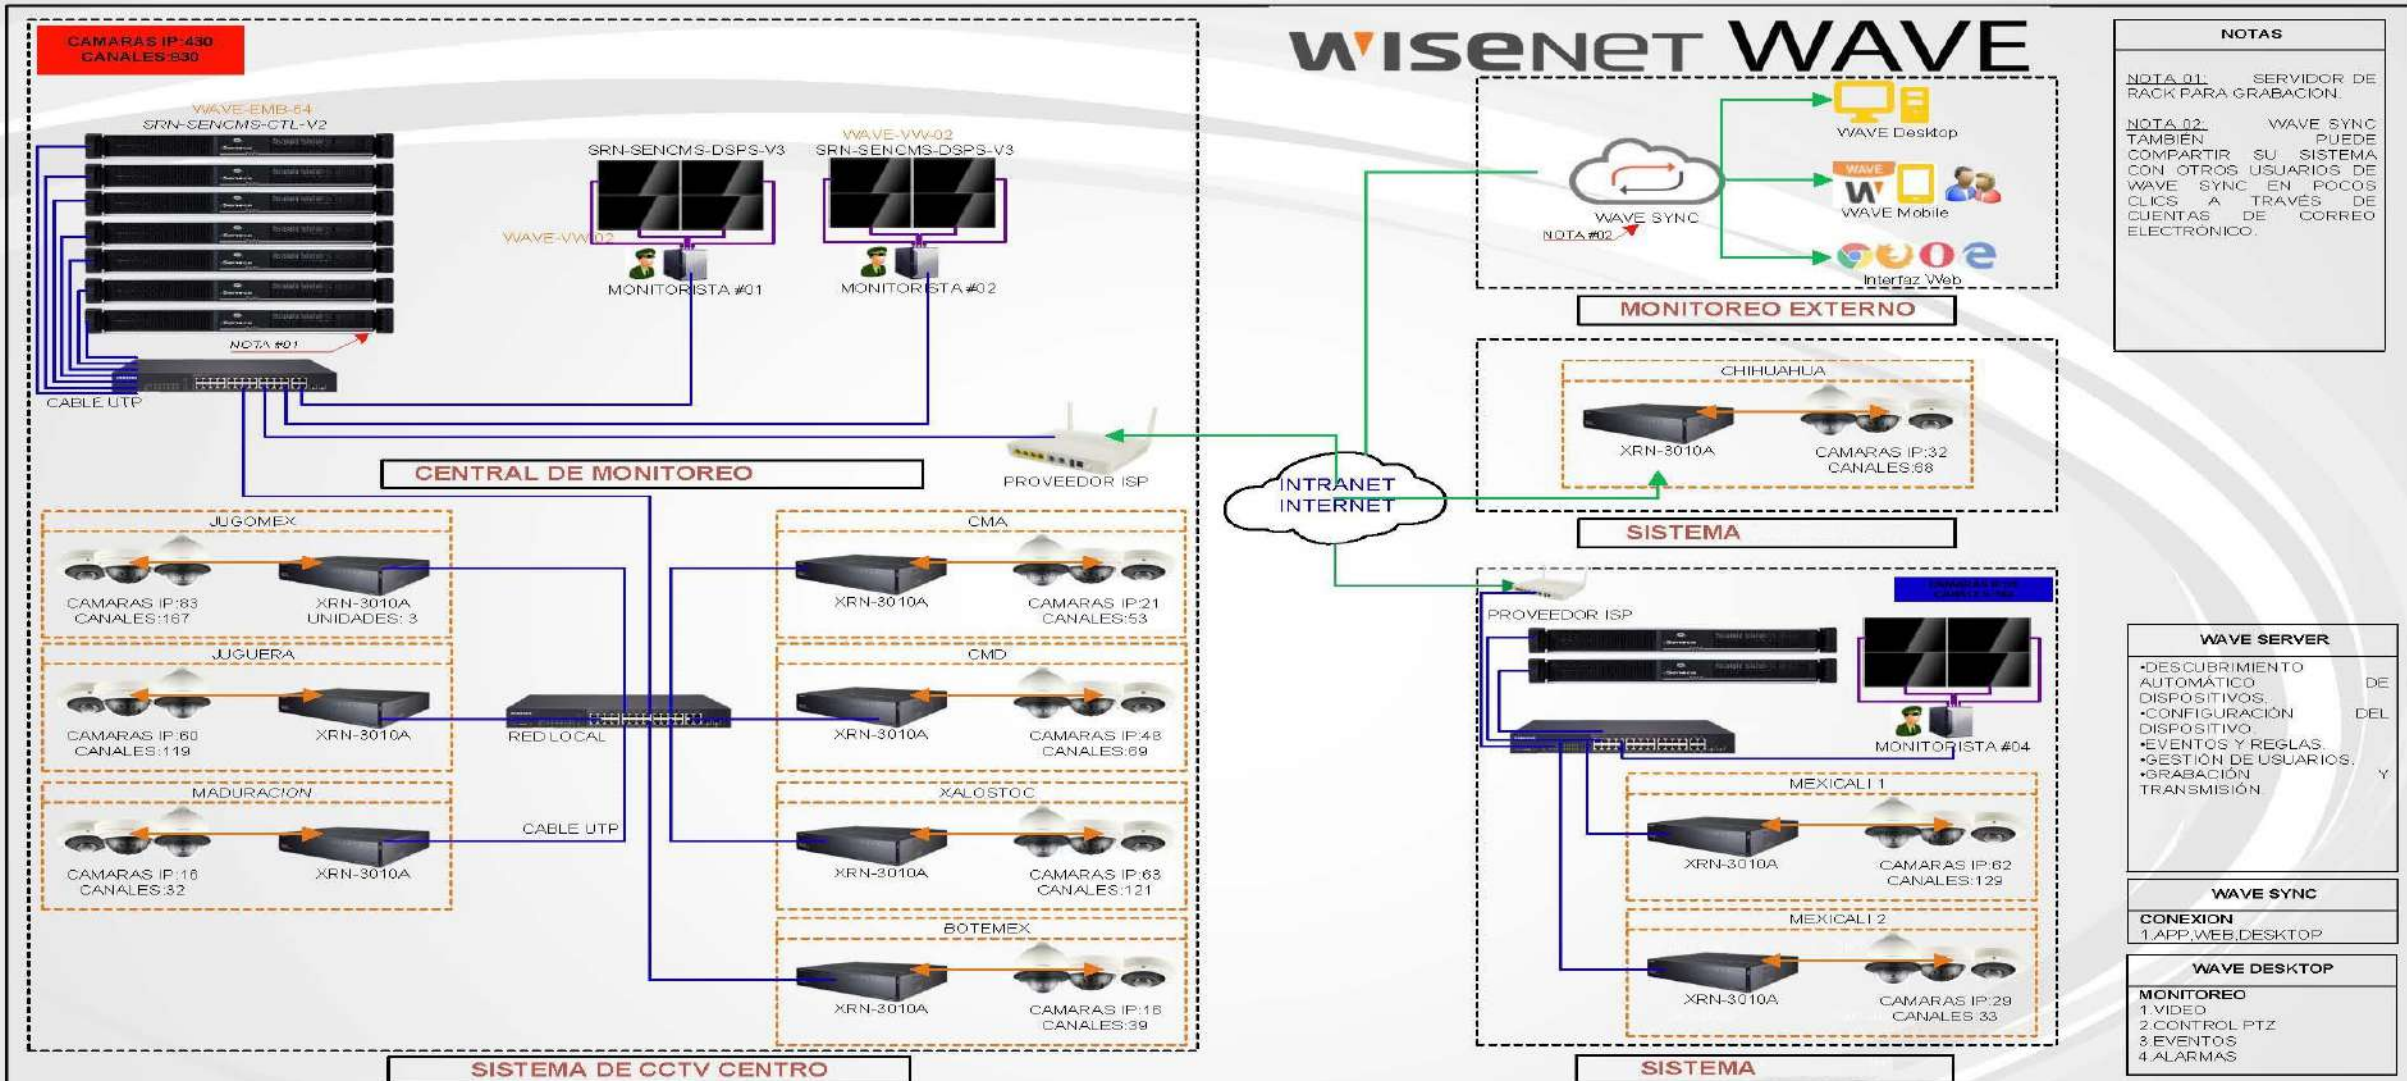 CAMARAS IP:430
CANALES:830
WAVE-EMB-64
SRN-SENCMS-CTL-V2
NOTA #01
CABLE UTP
SRN-SENCMS-DSPS-V3
WAVE-VW-02
MONITORISTA #01
WAVE-VW-02
SRN-SENCMS-DSPS-V3
MONITORISTA #02
CENTRAL DE MONITOREO
PROVEEDOR ISP
JUGOMEX
CAMARAS IP:83
CANALES:167
XRN-3010A
UNIDADES: 3
JUGUERA
CAMARAS IP:60
CANALES:119
XRN-3010A
MADURACION
CAMARAS IP:16
CANALES:32
XRN-3010A
RED LOCAL
CABLE UTP
CMA
XRN-3010A
CAMARAS IP:21
CANALES:53
CMD
XRN-3010A
CAMARAS IP:48
CANALES:69
XALOSTOC
XRN-3010A
CAMARAS IP:63
CANALES:121
BOTEMEX
XRN-3010A
CAMARAS IP:16
CANALES:39
SISTEMA DE CCTV CENTRO
INTRANET
INTERNET
WISENET WAVE
WAVE SYNC
NOTA #02
WAVE Desktop
WAVE
W
WAVE Mobile
Interfaz Web
MONITOREO EXTERNO
CHIHUAHUA
XRN-3010A
CAMARAS IP:32
CANALES:68
SISTEMA
PROVEEDOR ISP
MONITORISTA #04
MEXICALI 1
XRN-3010A
CAMARAS IP:62
CANALES:129
MEXICALI 2
XRN-3010A
CAMARAS IP:29
CANALES 33
SISTEMA
NOTAS
NOTA 01: SERVIDOR DE
RACK PARA GRABACION.
NOTA 02: WAVE SYNC
TAMBIÉN PUEDE
COMPARTIR SU SISTEMA
CON OTROS USUARIOS DE
WAVE SYNC EN POCOS
CLICS A TRAVÉS DE
CUENTAS DE CORREO
ELECTRÓNICO.
WAVE SERVER
•DESCUBRIMIENTO
AUTOMÁTICO DE
DISPOSITIVOS.
•CONFIGURACIÓN DEL
DISPOSITIVO.
•EVENTOS Y REGLAS.
•GESTIÓN DE USUARIOS.
•GRABACIÓN Y
TRANSMISIÓN.
WAVE SYNC
CONEXION
1.APP,WEB,DESKTOP
WAVE DESKTOP
MONITOREO
1.VIDEO
2.CONTROL PTZ
3.EVENTOS
4.ALARMAS